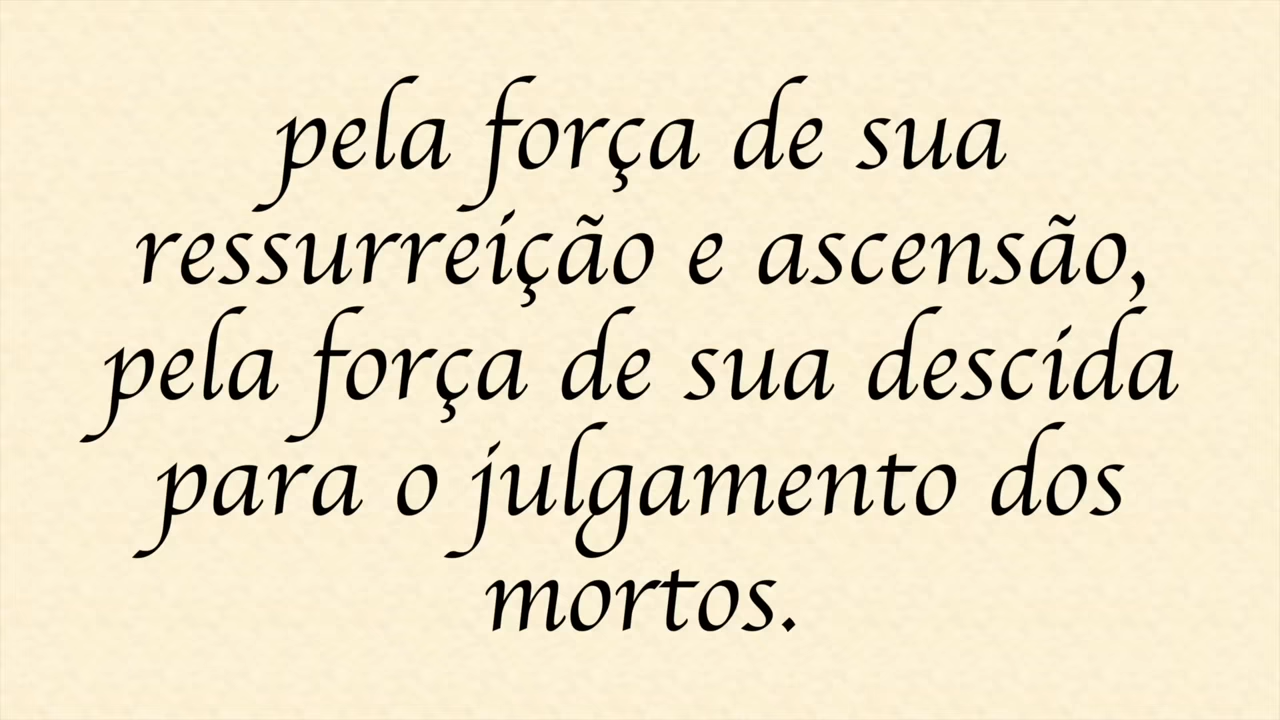 pela força de sua
ressurreição e ascensão,
pela força de sua descida
para o julgamento dos
mortos.